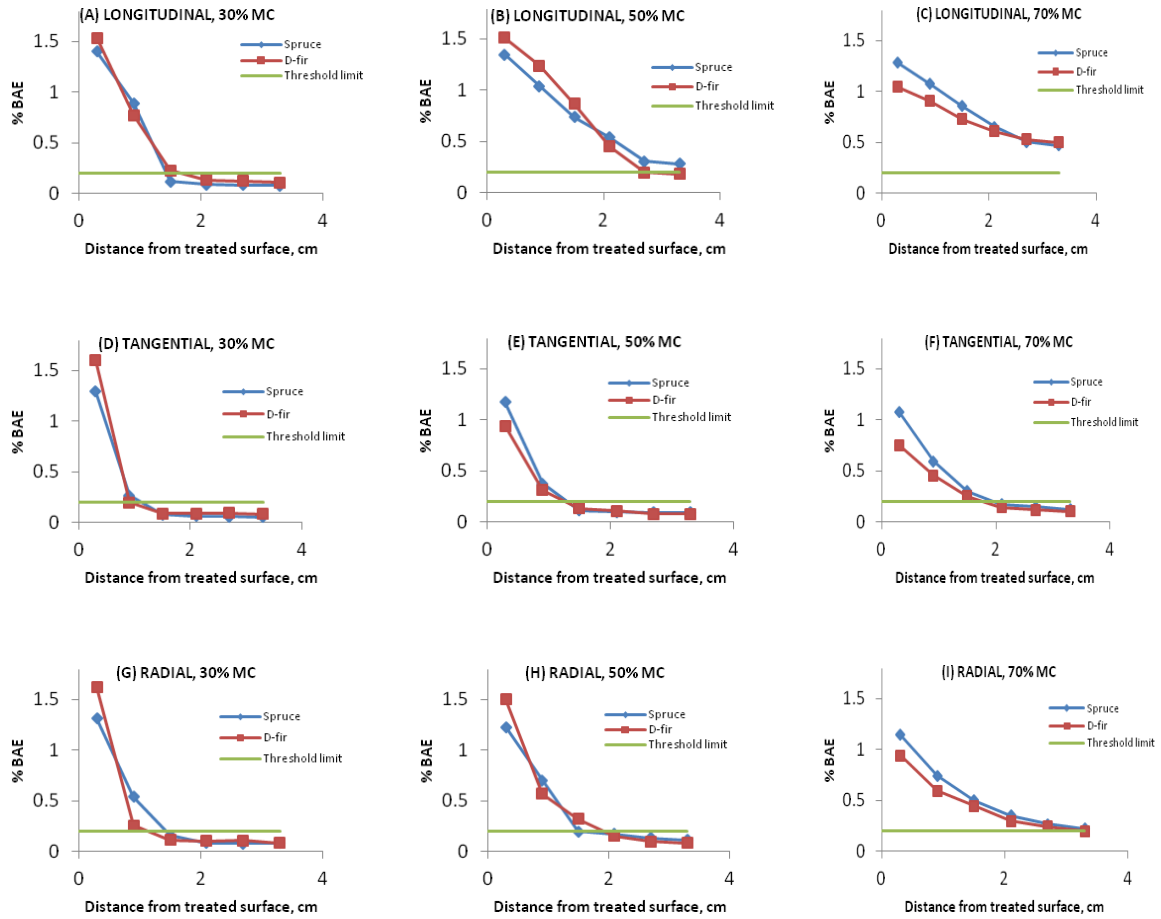 (A) LONGITUDINAL, 30% MC
1.5
1
0.5
0
% BAE
Spruce
D-fir
Threshold limit
0
2
4
Distance from treated surface, cm
(B) LONGITUDINAL, 50% MC
1.5
1
0.5
0
% BAE
Spruce
D-fir
Threshold limit
0
2
4
Distance from treated surface, cm
(C) LONGITUDINAL, 70% MC
1.5
1
0.5
0
% BAE
Spruce
D-fir
Threshold limit
0
2
4
Distance from treated surface, cm
(D) TANGENTIAL, 30% MC
1.5
1
0.5
0
% BAE
Spruce
D-fir
Threshold limit
0
2
4
Distance from treated surface, cm
(E) TANGENTIAL, 50% MC
1.5
1
0.5
0
% BAE
Spruce
D-fir
Threshold limit
0
2
4
Distance from treated surface, cm
(F) TANGENTIAL, 70% MC
1.5
1
0.5
0
% BAE
Spruce
D-fir
Threshold limit
0
2
4
Distance from treated surface, cm
(G) RADIAL, 30% MC
1.5
1
0.5
0
% BAE
Spruce
D-fir
Threshold limit
0
2
4
Distance from treated surface, cm
(H) RADIAL, 50% MC
1.5
1
0.5
0
% BAE
Spruce
D-fir
Threshold limit
0
2
4
Distance from treated surface, cm
(I) RADIAL, 70% MC
1.5
1
0.5
0
% BAE
Spruce
D-fir
Threshold limit
0
2
4
Distance from treated surface, cm